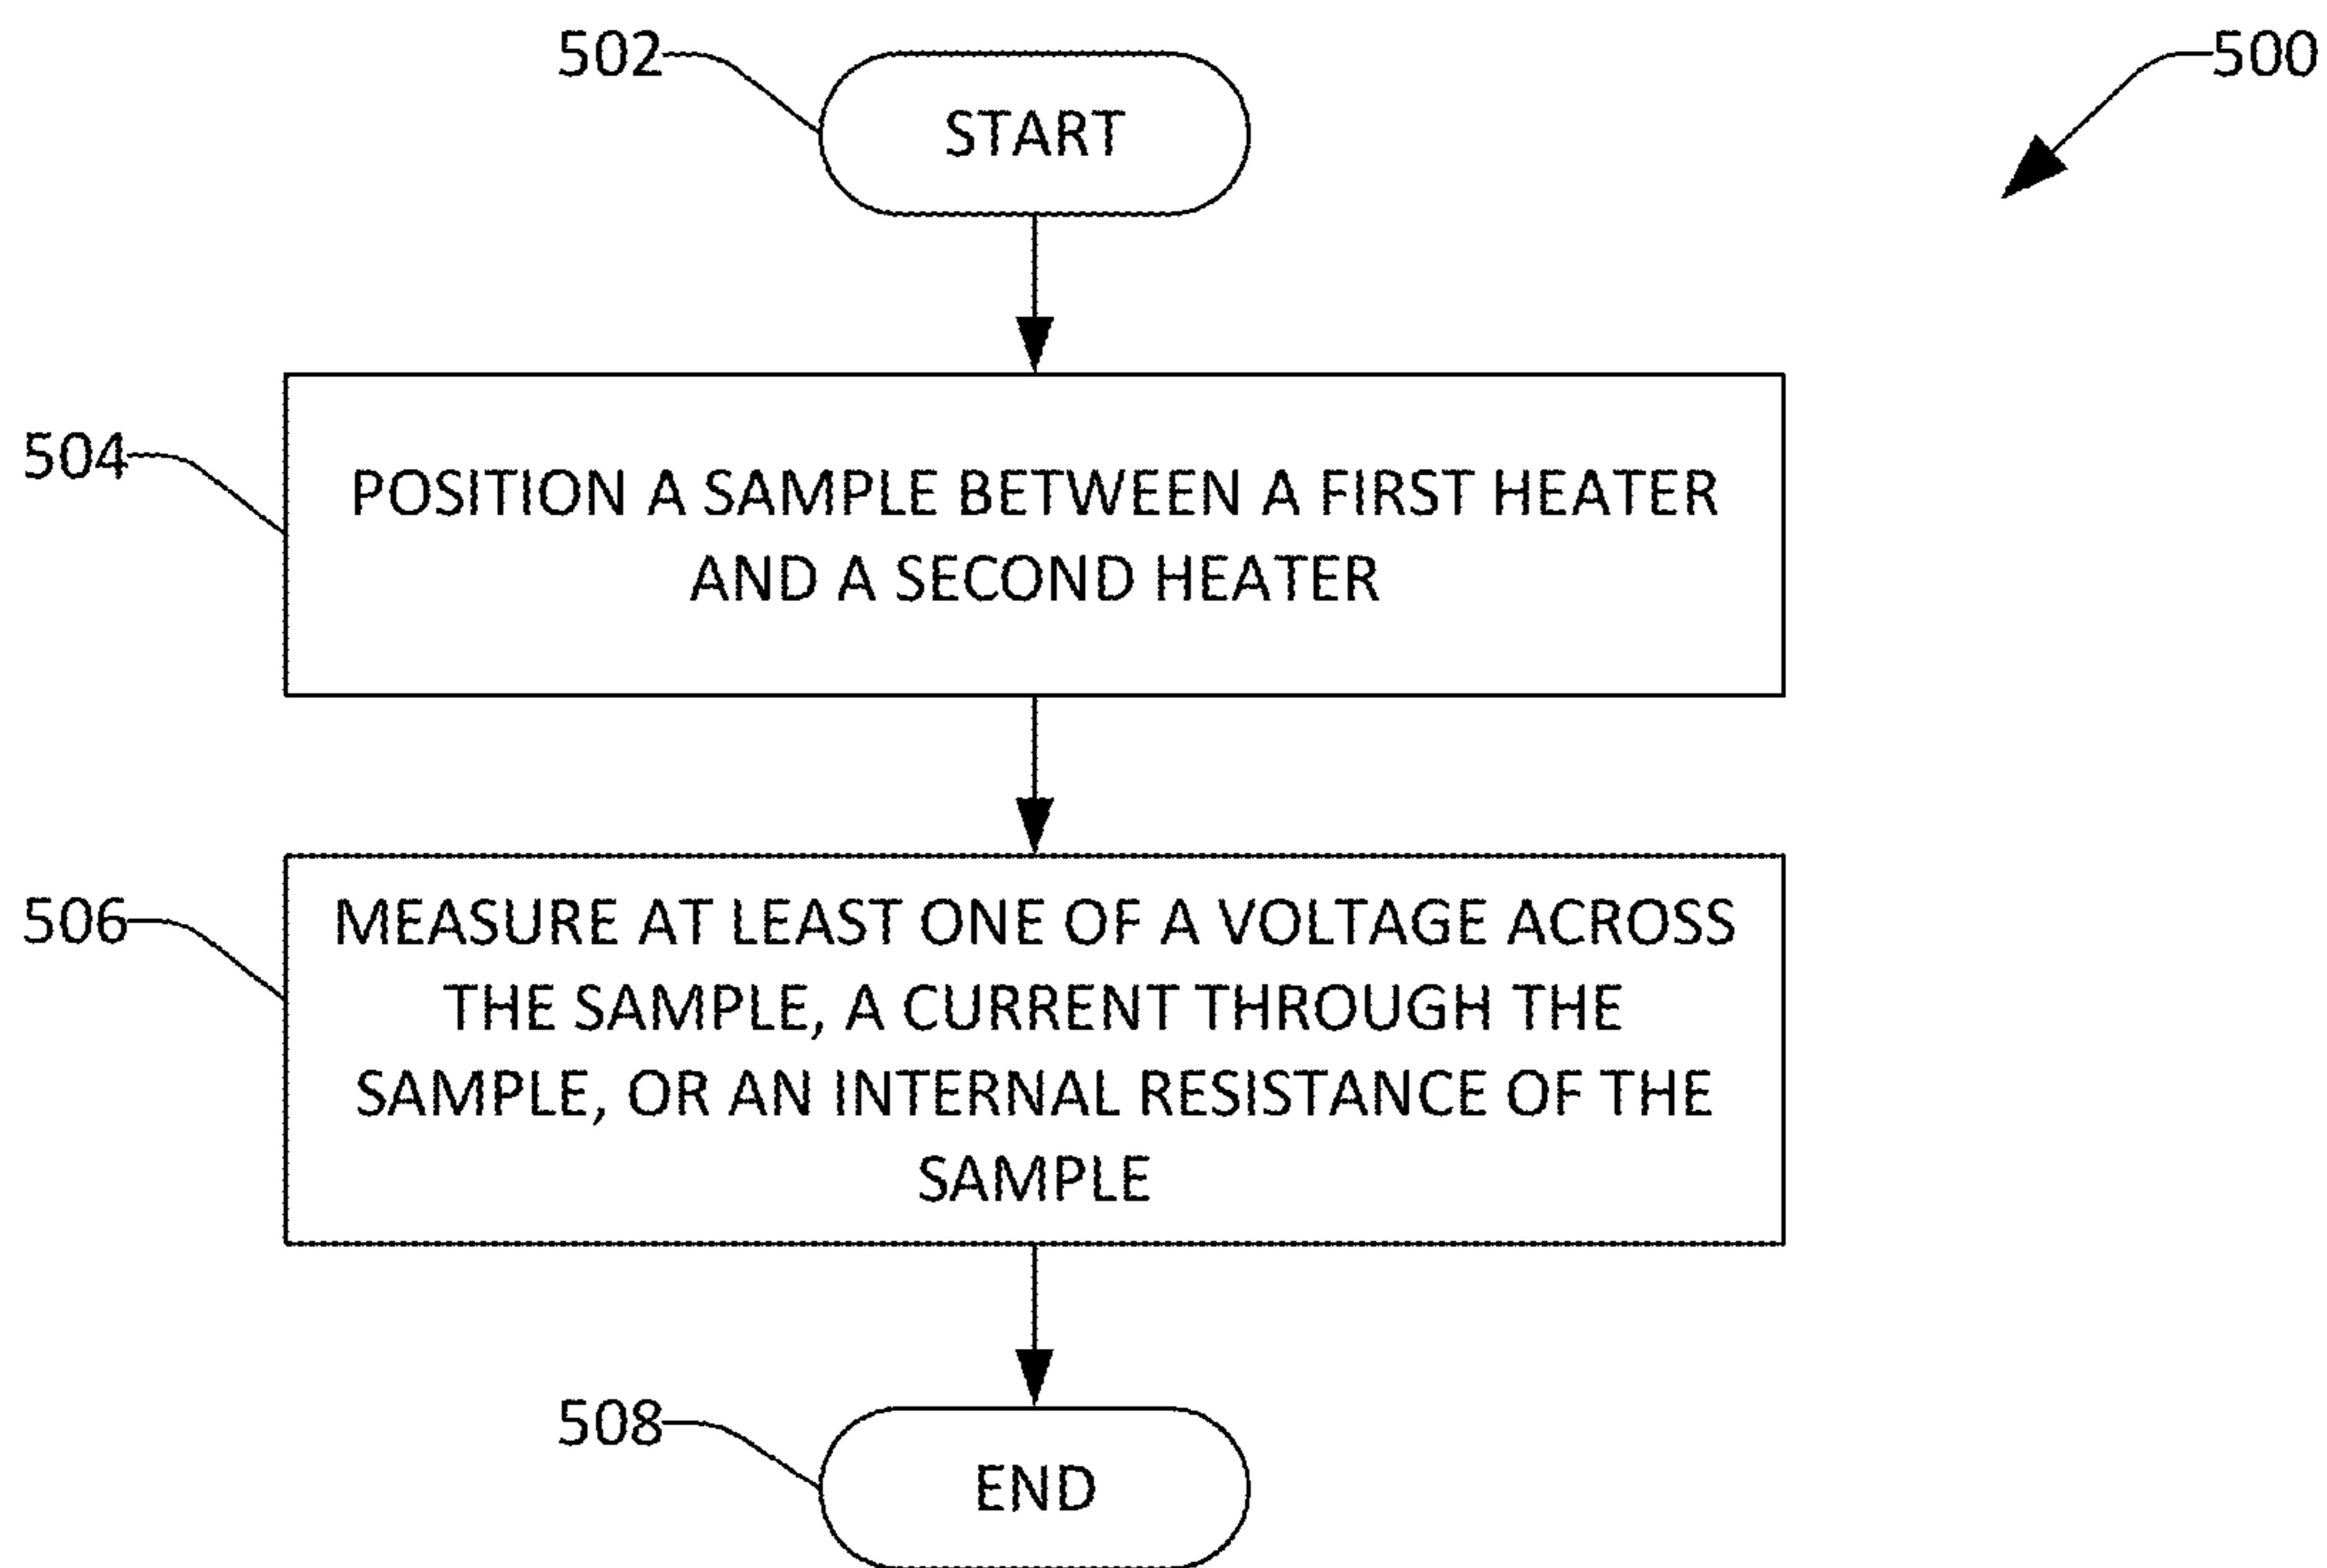 502
START
500
504
POSITION A SAMPLE BETWEEN A FIRST HEATER
AND A SECOND HEATER
506
MEASURE AT LEAST ONE OF A VOLTAGE ACROSS
THE SAMPLE, A CURRENT THROUGH THE
SAMPLE, OR AN INTERNAL RESISTANCE OF THE
SAMPLE
508
END